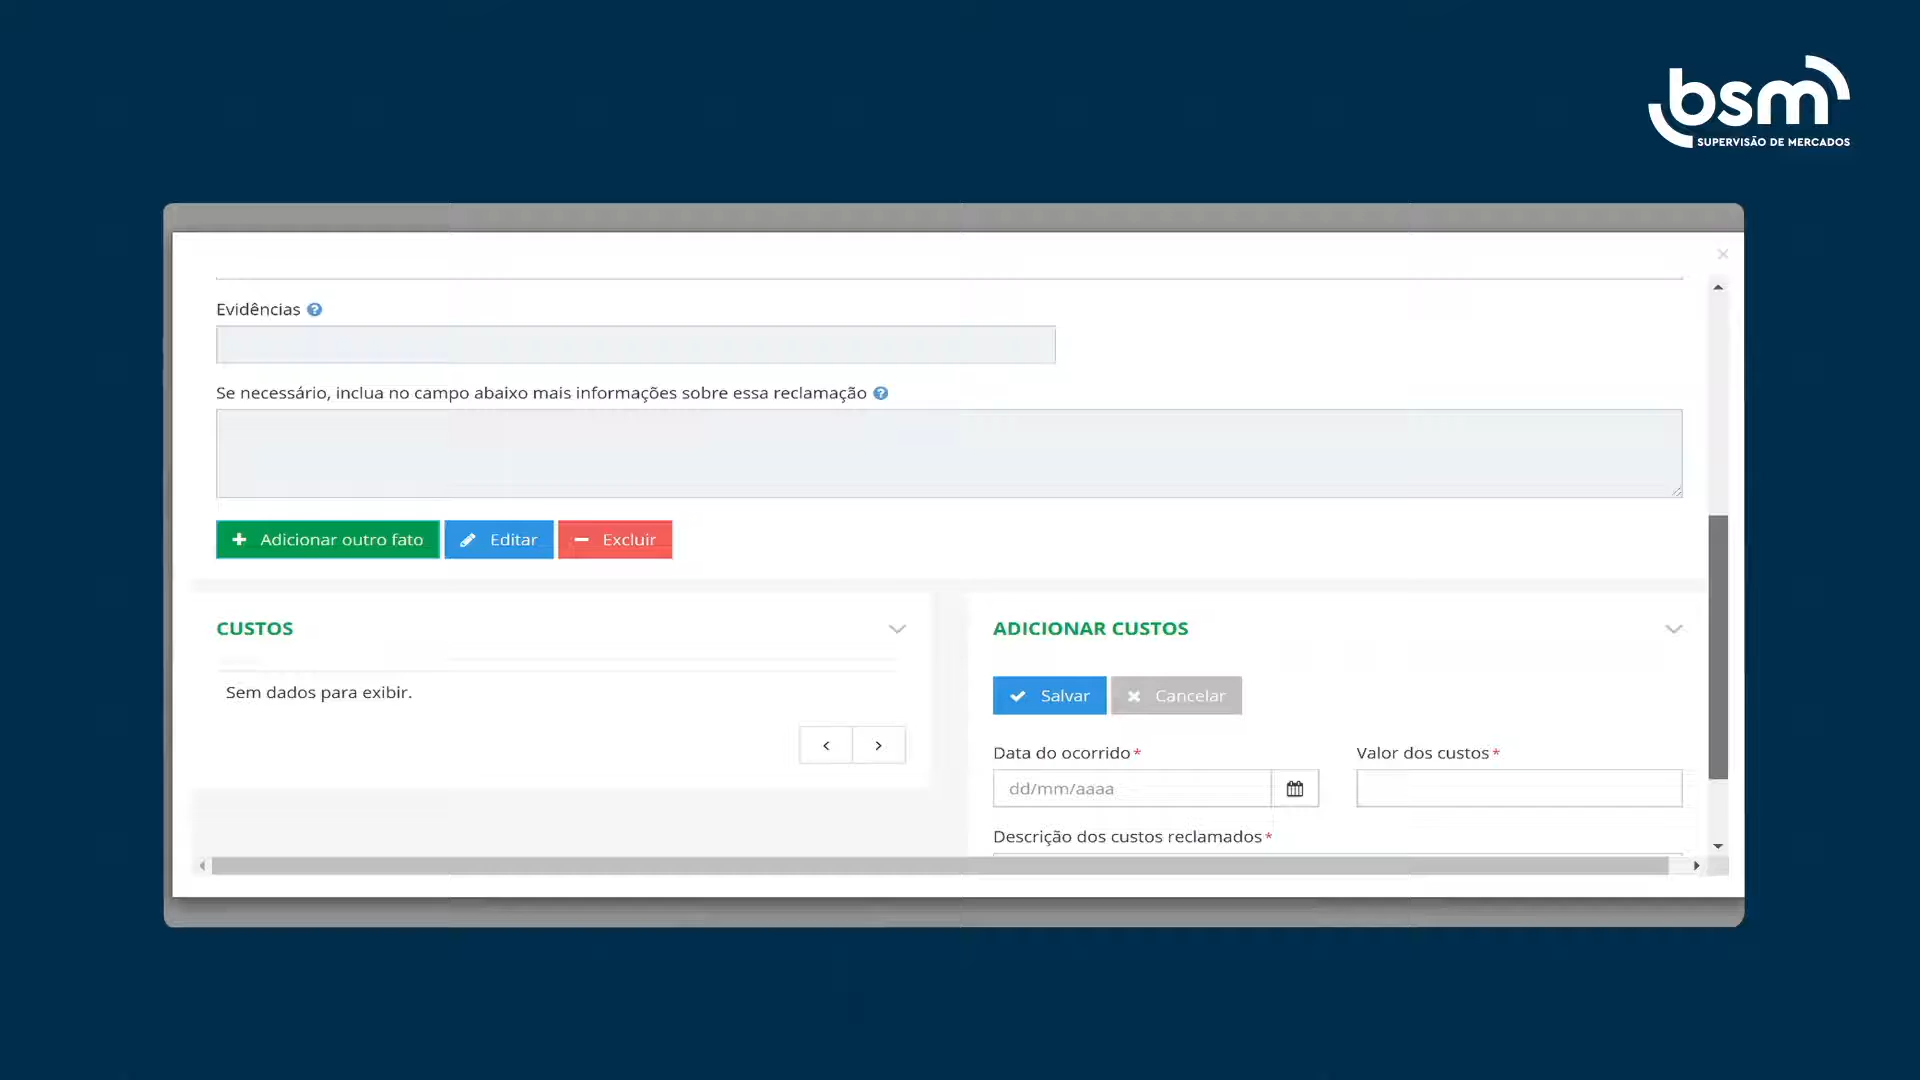 bsm
SUPERVISÃO DE MERCADOS
Evidências
Se necessário, inclua no campo abaixo mais informações sobre essa reclamação
Adicionar outro fato
Editar
Excluir
CUSTOS
Sem dados para exibir.
ADICIONAR CUSTOS
Salvar
Cancelar
Data do ocorrido*
Valor dos custos*
dd/mm/aaaa
Descrição dos custos reclamados*